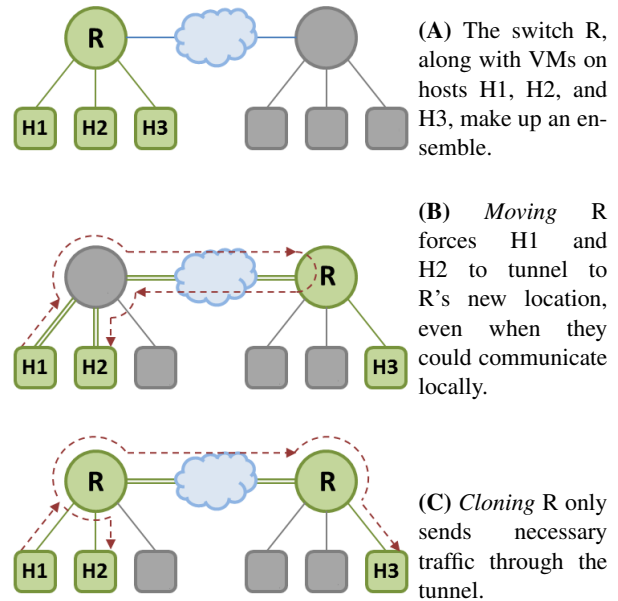 R
H1 H2 H3
(A) The switch R,
along with VMs on
hosts H1, H2, and
H3, make up an en-
semble.
R
H1 H2 H3
(B) Moving R
forces H1 and
H2 to tunnel to
R's new location,
even when they
could communicate
locally.
R R
H1 H2 H3
(C) Cloning R only
sends necessary
traffic through the
tunnel.